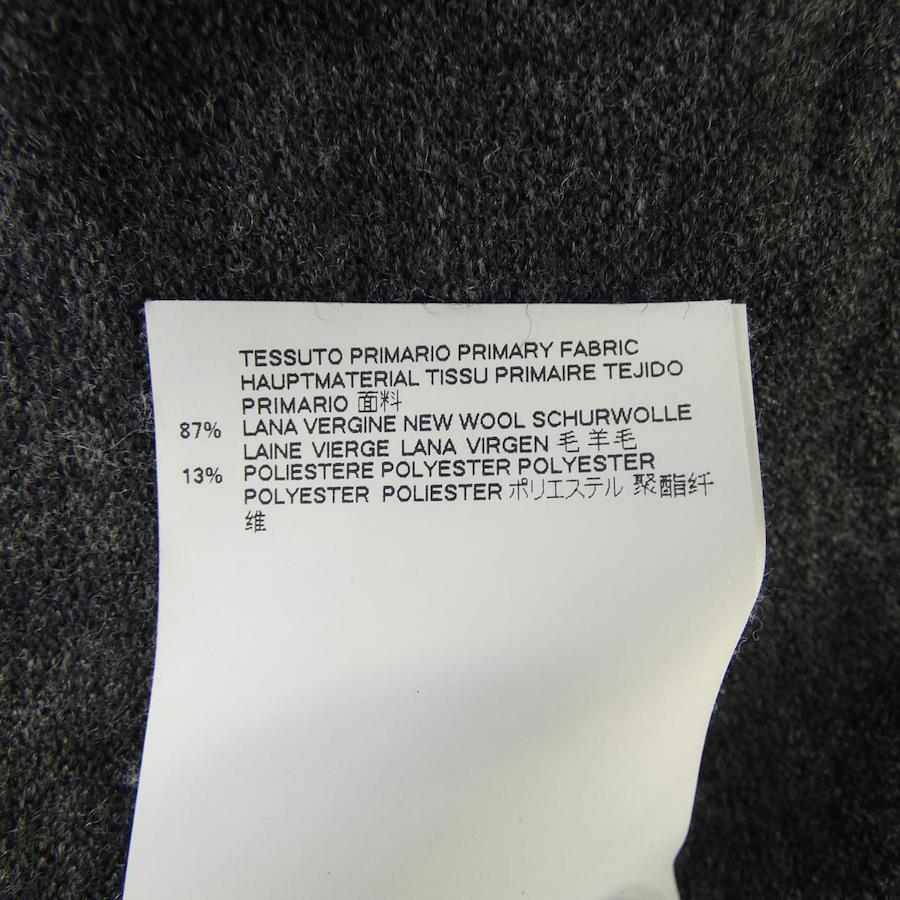 TESSUTO PRIMARIO PRIMARY FABRIC
HAUPTMATERIAL TISSU PRIMAIRE TEJIDO
PRIMARIO 面料
87% LANA VERGINE NEW WOOL SCHURWOLLE
LAINE VIERGE LANA VIRGEN 毛 羊毛
13% POLIESTERE POLYESTER POLYESTER
POLYESTER POLIESTER ポリエステル 聚酯纤
维